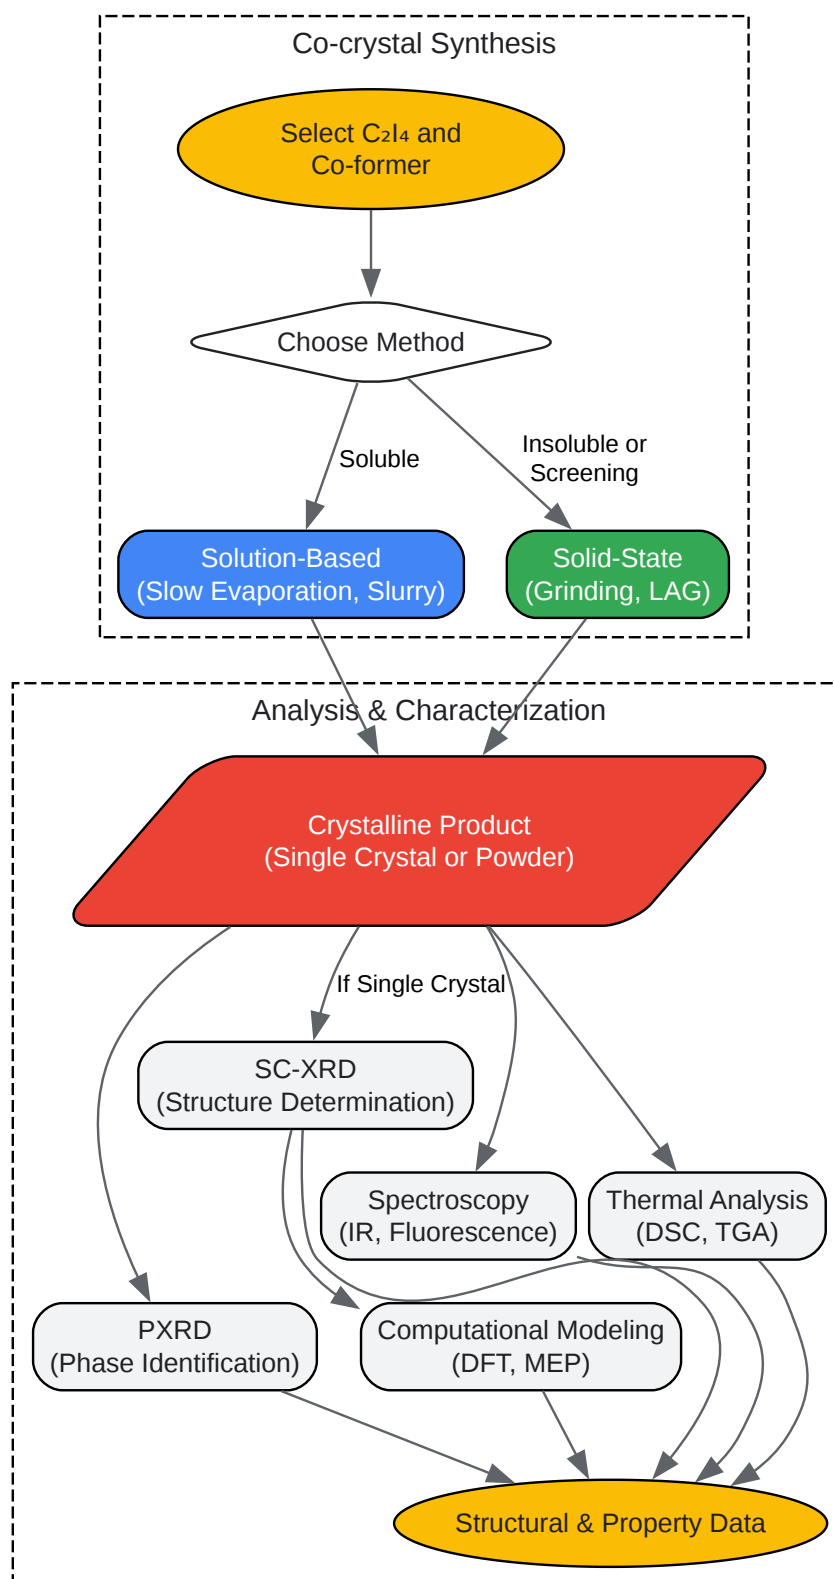 Co-crystal Synthesis
Select C₂I₄ and
Co-former
Choose Method
Soluble
Insoluble or
Screening
Solution-Based
(Slow Evaporation, Slurry)
Solid-State
(Grinding, LAG)
Analysis & Characterization
Crystalline Product
(Single Crystal or Powder)
If Single Crystal
SC-XRD
(Structure Determination)
Spectroscopy
(IR, Fluorescence)
Thermal Analysis
(DSC, TGA)
PXRD
(Phase Identification)
Computational Modeling
(DFT, MEP)
Structural & Property Data